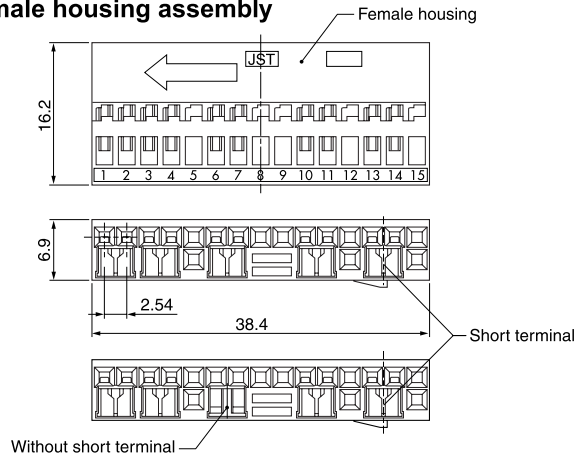 male housing assembly
Female housing
JST
16.2
1 2 3 4 5 6 7 8 9 10 11 12 13 14 15
6.9
2.54
38.4
Short terminal
Without short terminal